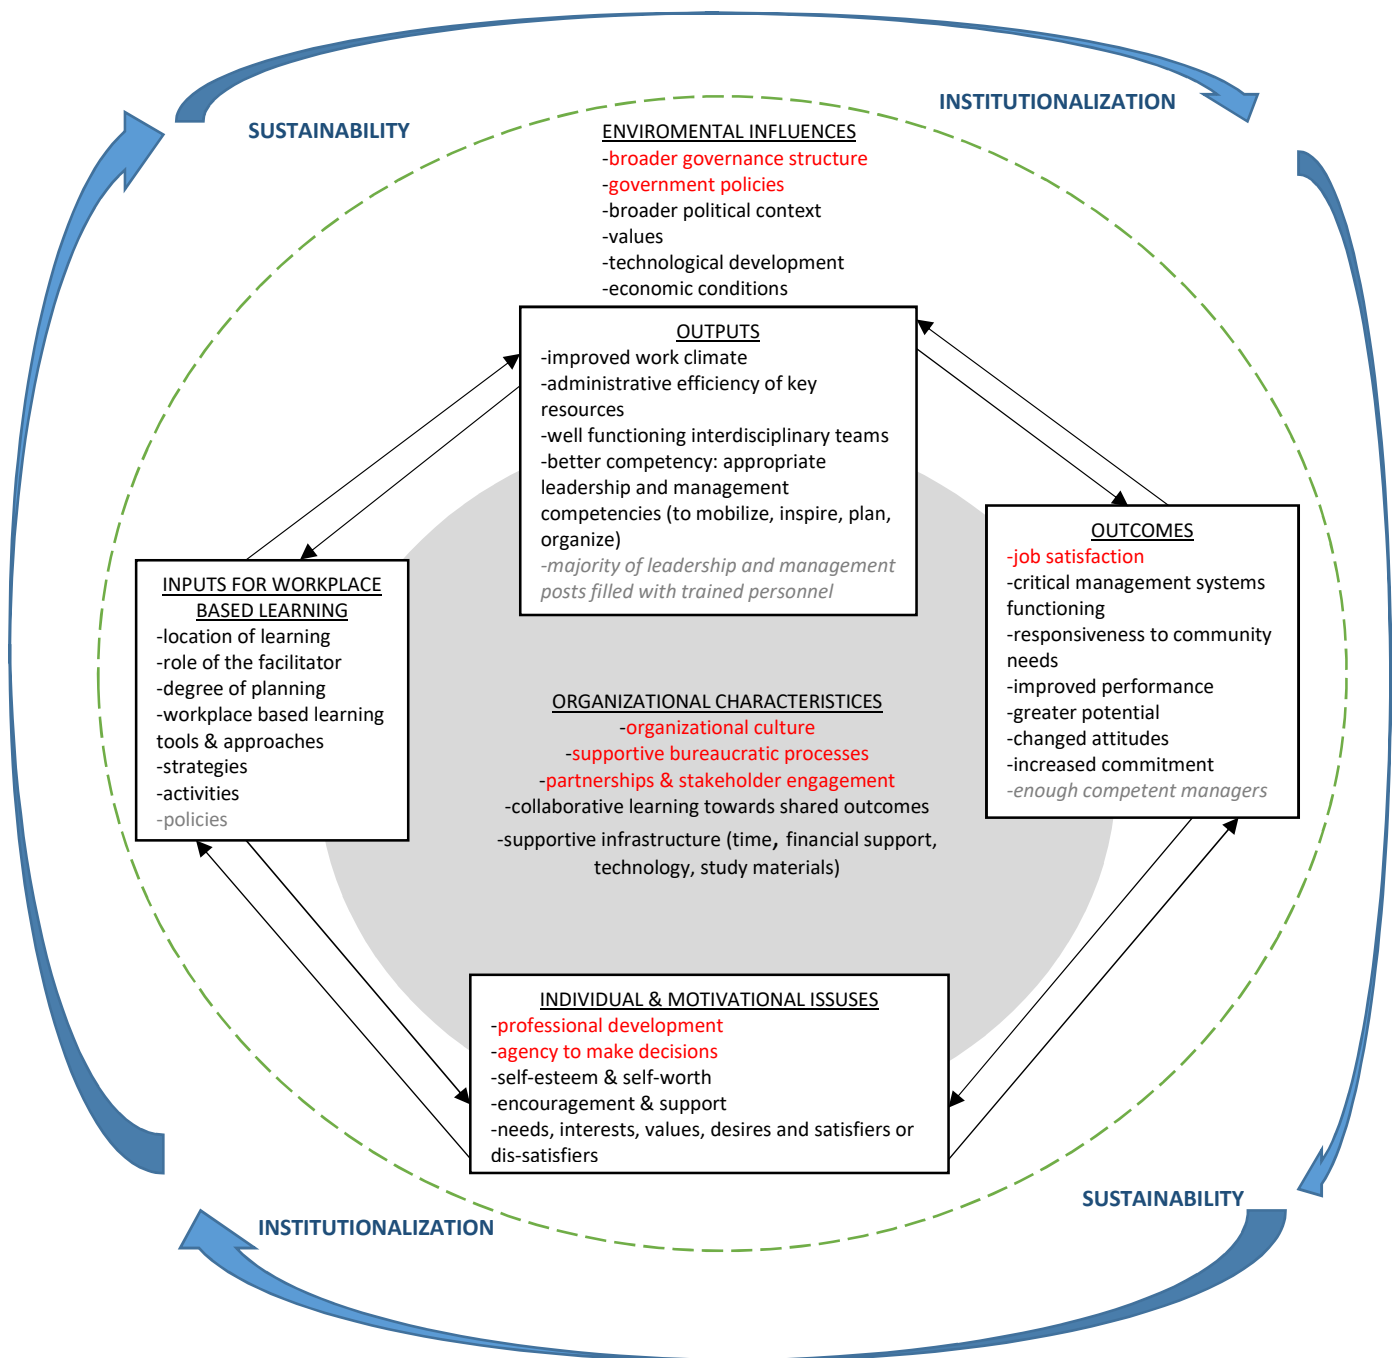 SUSTAINABILITY
INSTITUTIONALIZATION
ENVIROMENTAL INFLUENCES
-broader governance structure
-government policies
-broader political context
-values
-technological development
-economic conditions
OUTPUTS
-improved work climate
-administrative efficiency of key
resources
-well functioning interdisciplinary teams
-better competency: appropriate
leadership and management
competencies (to mobilize, inspire, plan,
organize)
-majority of leadership and management
posts filled with trained personnel
INPUTS FOR WORKPLACE
BASED LEARNING
-location of learning
-role of the facilitator
-degree of planning
-workplace based learning
tools & approaches
-strategies
-activities
-policies
OUTCOMES
-job satisfaction
-critical management systems
functioning
-responsiveness to community
needs
-improved performance
-greater potential
-changed attitudes
-increased commitment
-enough competent managers
ORGANIZATIONAL CHARACTERISTICES
-organizational culture
-supportive bureaucratic processes
-partnerships & stakeholder engagement
-collaborative learning towards shared outcomes
-supportive infrastructure (time, financial support,
technology, study materials)
INDIVIDUAL & MOTIVATIONAL ISSUSES
-professional development
-agency to make decisions
-self-esteem & self-worth
-encouragement & support
-needs, interests, values, desires and satisfiers or
dis-satisfiers
INSTITUTIONALIZATION
SUSTAINABILITY